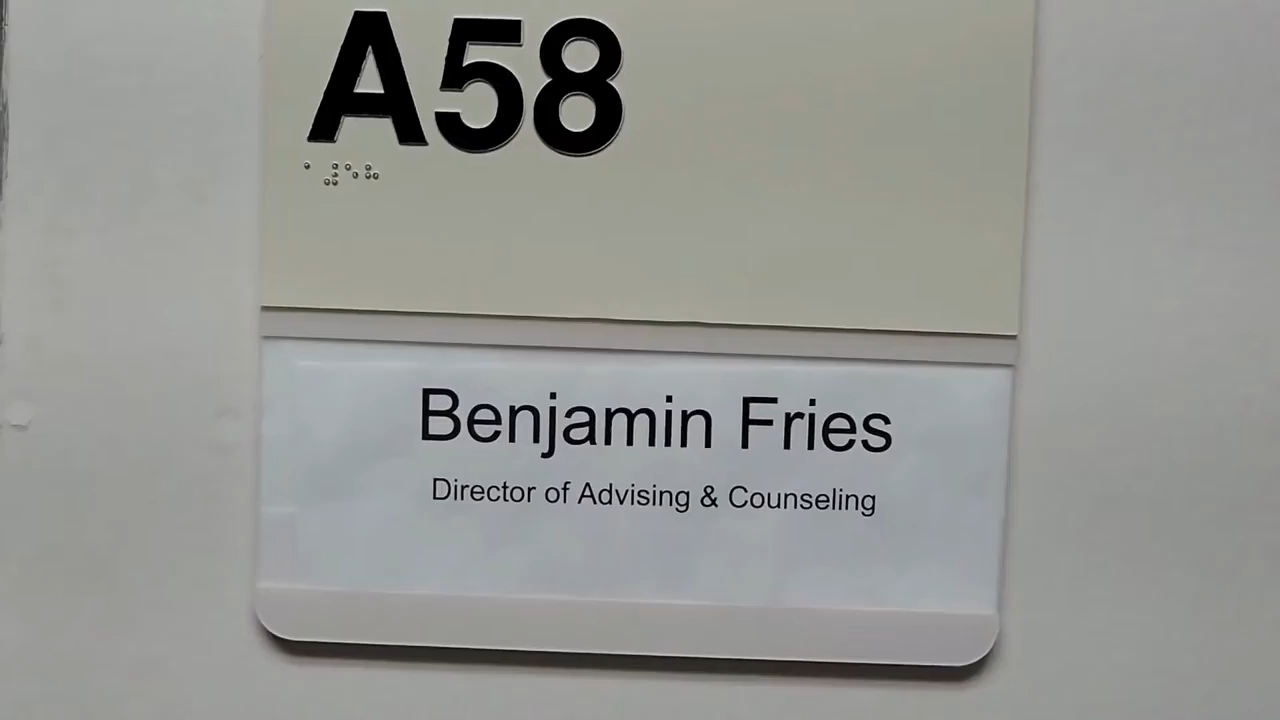 A58
⠁⠼⠑⠓
Benjamin Fries
Director of Advising & Counseling